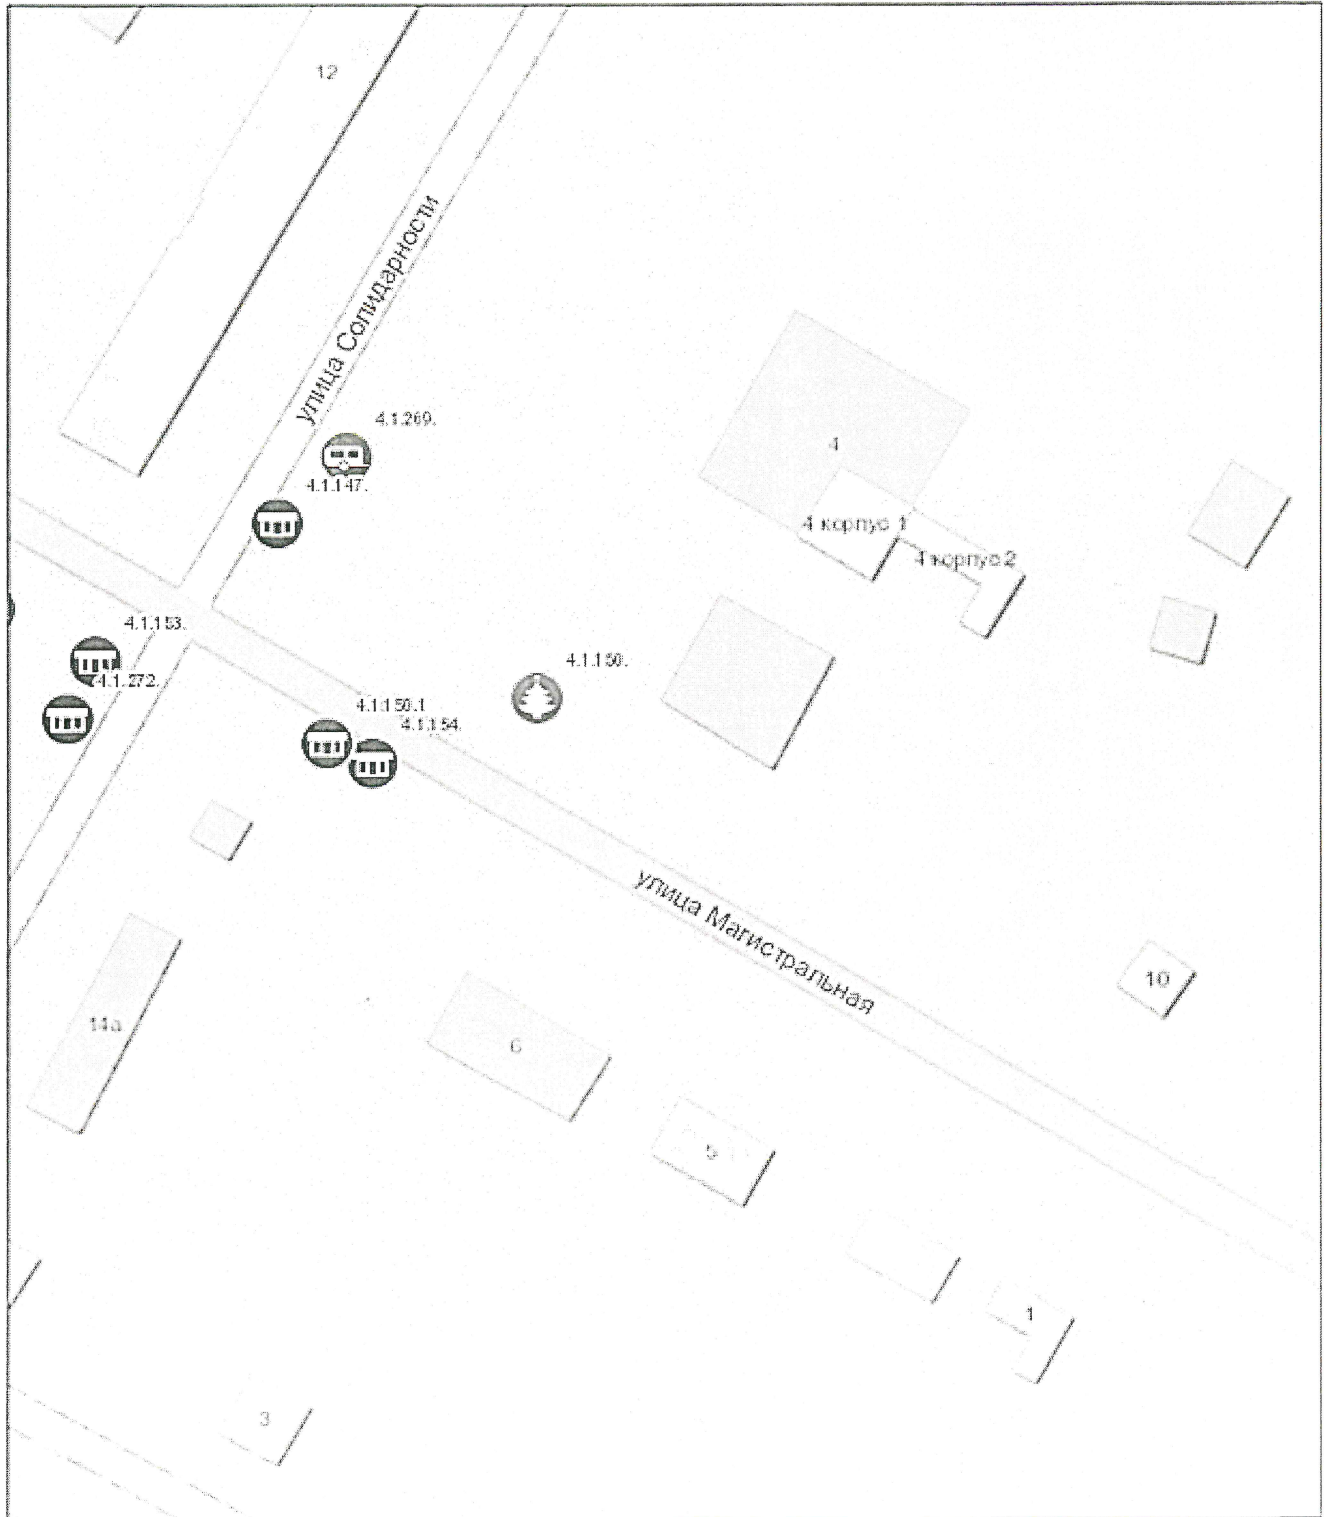 12
улица Солидарности
4.1.269.
4.1.147.
4
4 корпус 1
4 корпус 2
4.1.153.
4.1.272.
4.1.150.
4.1.150.1
4.1.154.
улица Магистральная
10
14а
6
5
1
3